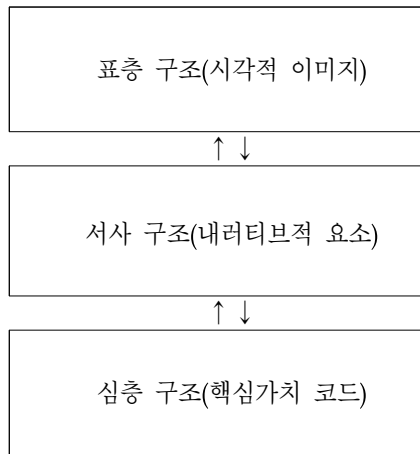 표층 구조(시각적 이미지)
↑ ↓
서사 구조(내러티브적 요소)
↑ ↓
심층 구조(핵심가치 코드)